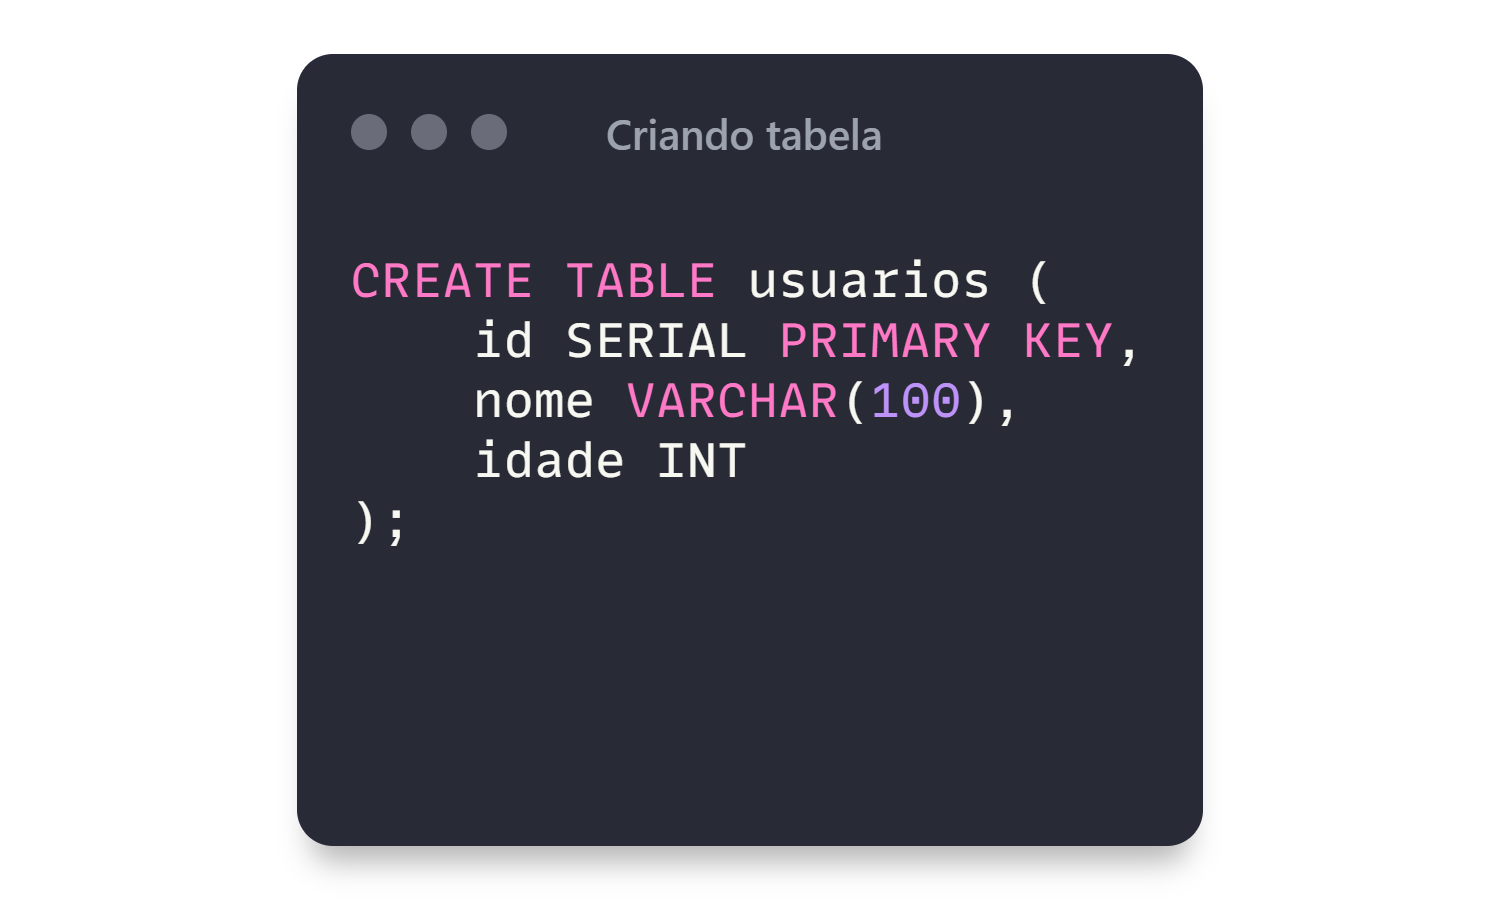 Criando tabela
CREATE TABLE usuarios (
    id SERIAL PRIMARY KEY,
    nome VARCHAR(100),
    idade INT
);